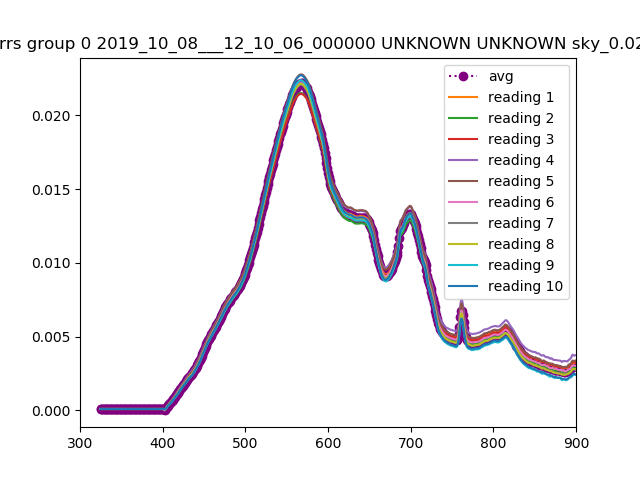 rrs group 0 2019_10_08___12_10_06_000000 UNKNOWN UNKNOWN sky_0.02
avg
reading 1
reading 2
reading 3
reading 4
reading 5
reading 6
reading 7
reading 8
reading 9
reading 10
0.020
0.015
0.010
0.005
0.000
300 400 500 600 700 800 900